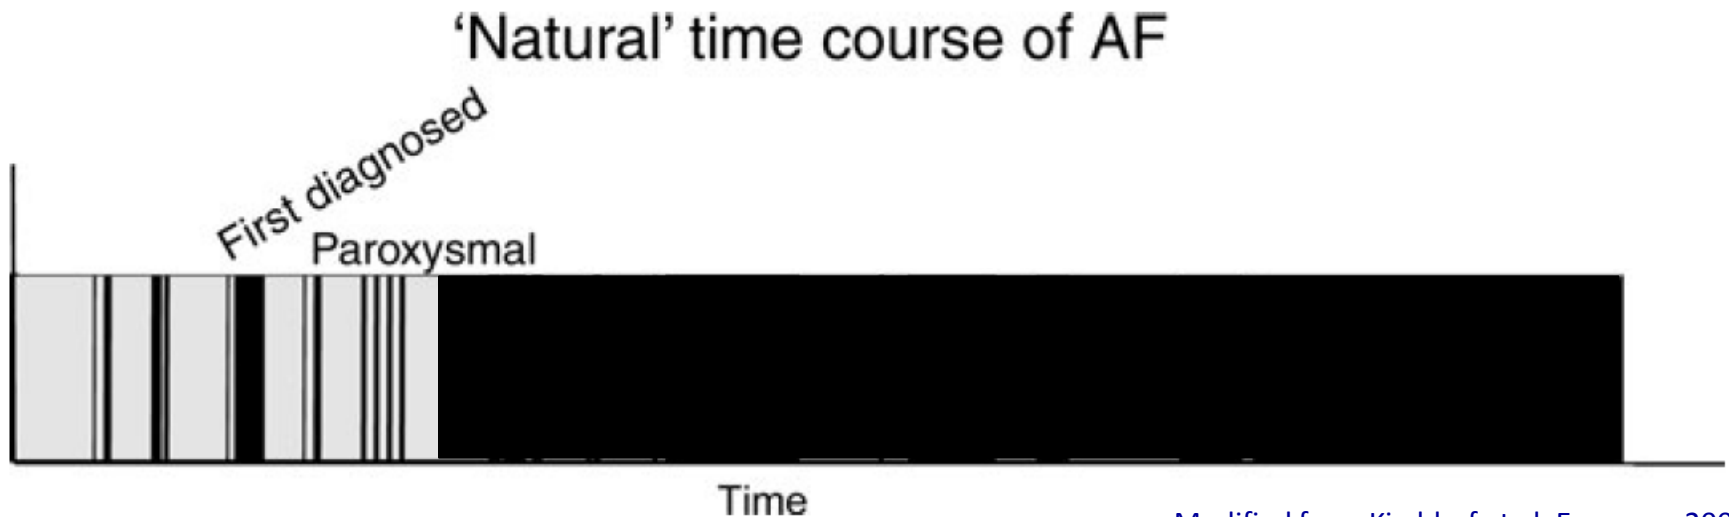 ‘Natural’ time course of AF
First diagnosed
Paroxysmal
Time